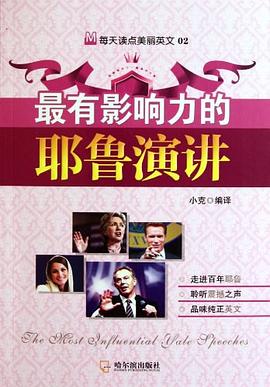 M 每天读点美丽英文 02
最有影响力的
耶鲁演讲
小克 ◎ 编译
走进百年耶鲁
聆听震撼之声
品味纯正英文
The Most Influential Yale Speeches
哈尔滨出版社